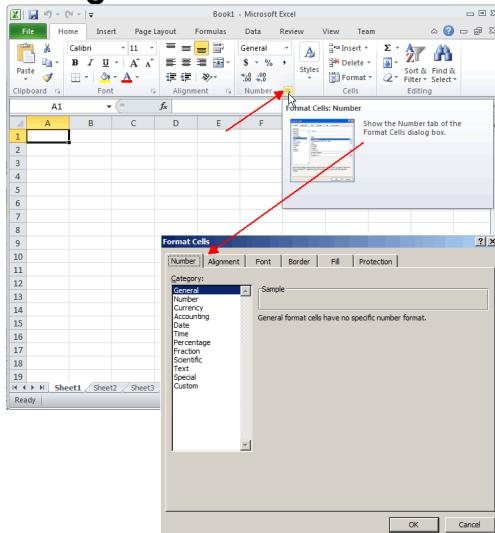 Book1 - Microsoft Excel
File Home Insert Page Layout Formulas Data Review View Team
Calibri 11 General Insert Σ
Paste B I U A A $ % , Styles Delete Sort & Find &
A Format Filter Select
Clipboard Font Alignment Number Cells Editing
A1 fx
A B C D E F
1
2
3
4
5
6
7
8
9
10
11
12
13
14
15
16
17
18
19
Sheet1 Sheet2 Sheet3
Ready
Format Cells: Number
Show the Number tab of the
Format Cells dialog box.
Format Cells
Number Alignment Font Border Fill Protection
Category:
General
Number
Currency
Accounting
Date
Time
Percentage
Fraction
Scientific
Text
Special
Custom
Sample
General format cells have no specific number format.
OK Cancel